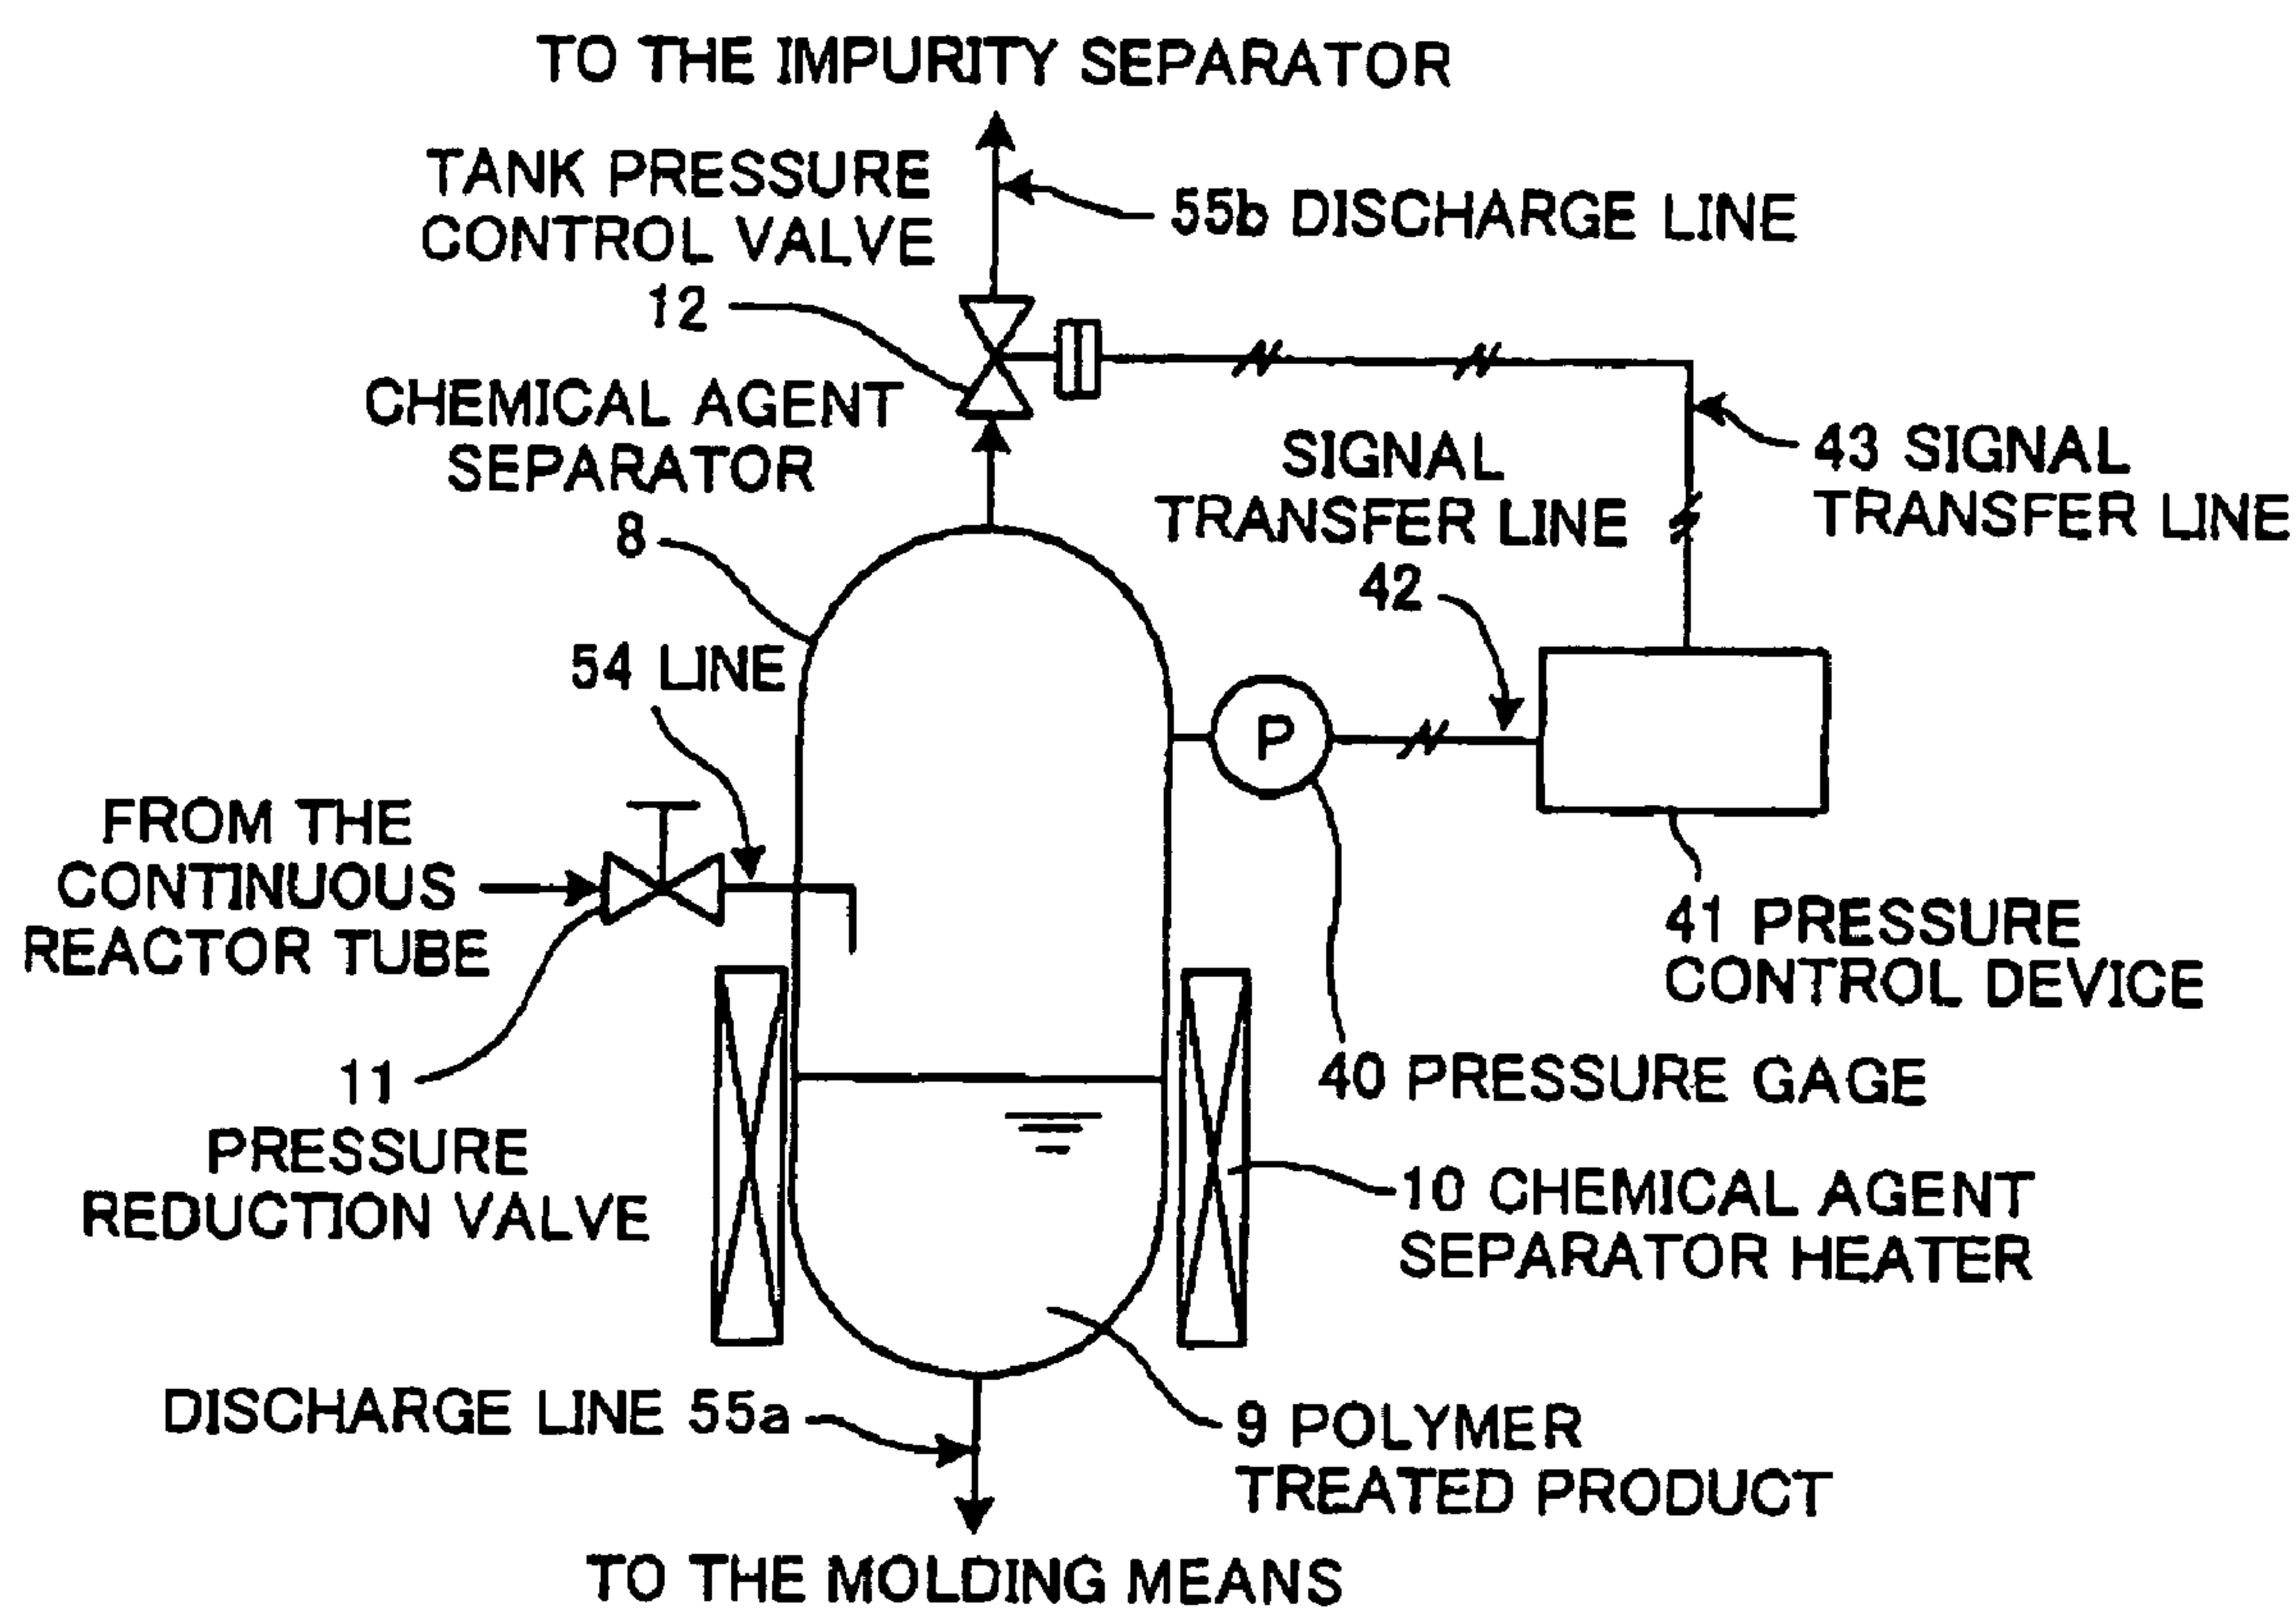 TO THE IMPURITY SEPARATOR
TANK PRESSURE
CONTROL VALVE
12
55b DISCHARGE LINE
CHEMICAL AGENT
SEPARATOR
8
SIGNAL
TRANSFER LINE
42
43 SIGNAL
TRANSFER LINE
54 LINE
P
FROM THE
CONTINUOUS
REACTOR TUBE
41 PRESSURE
CONTROL DEVICE
11
PRESSURE
REDUCTION VALVE
40 PRESSURE GAGE
10 CHEMICAL AGENT
SEPARATOR HEATER
DISCHARGE LINE 55a
9 POLYMER
TREATED PRODUCT
TO THE MOLDING MEANS